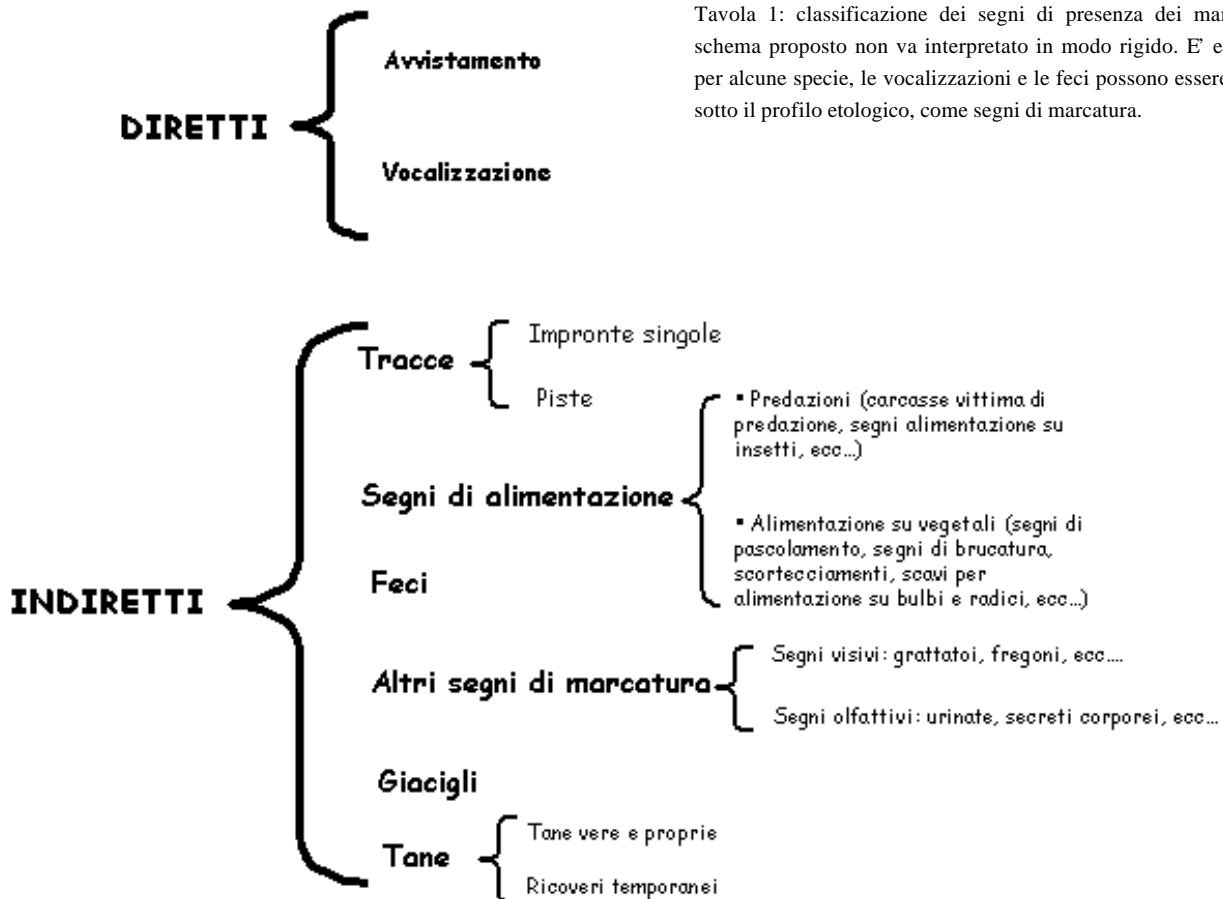 Tavola 1: classificazione dei segni di presenza dei
schema proposto non va interpretato in modo rigido. E'
per alcune specie, le vocalizzazioni e le feci possono essere
sotto il profilo etologico, come segni di marcatura.
DIRETTI
Avvistamento
Vocalizzazione
INDIRETTI
Tracce
Impronte singole
Piste
Segni di alimentazione
▪ Predazioni (carcasse vittima di
predazione, segni alimentazione su
insetti, ecc…)
▪ Alimentazione su vegetali (segni di
pascolamento, segni di brucatura,
scortecciamenti, scavi per
alimentazione su bulbi e radici, ecc…)
Feci
Altri segni di marcatura
Segni visivi: grattatoi, fregoni, ecc….
Segni olfattivi: urinate, secreti corporei, ecc…
Giacigli
Tane
Tane vere e proprie
Ricoveri temporanei